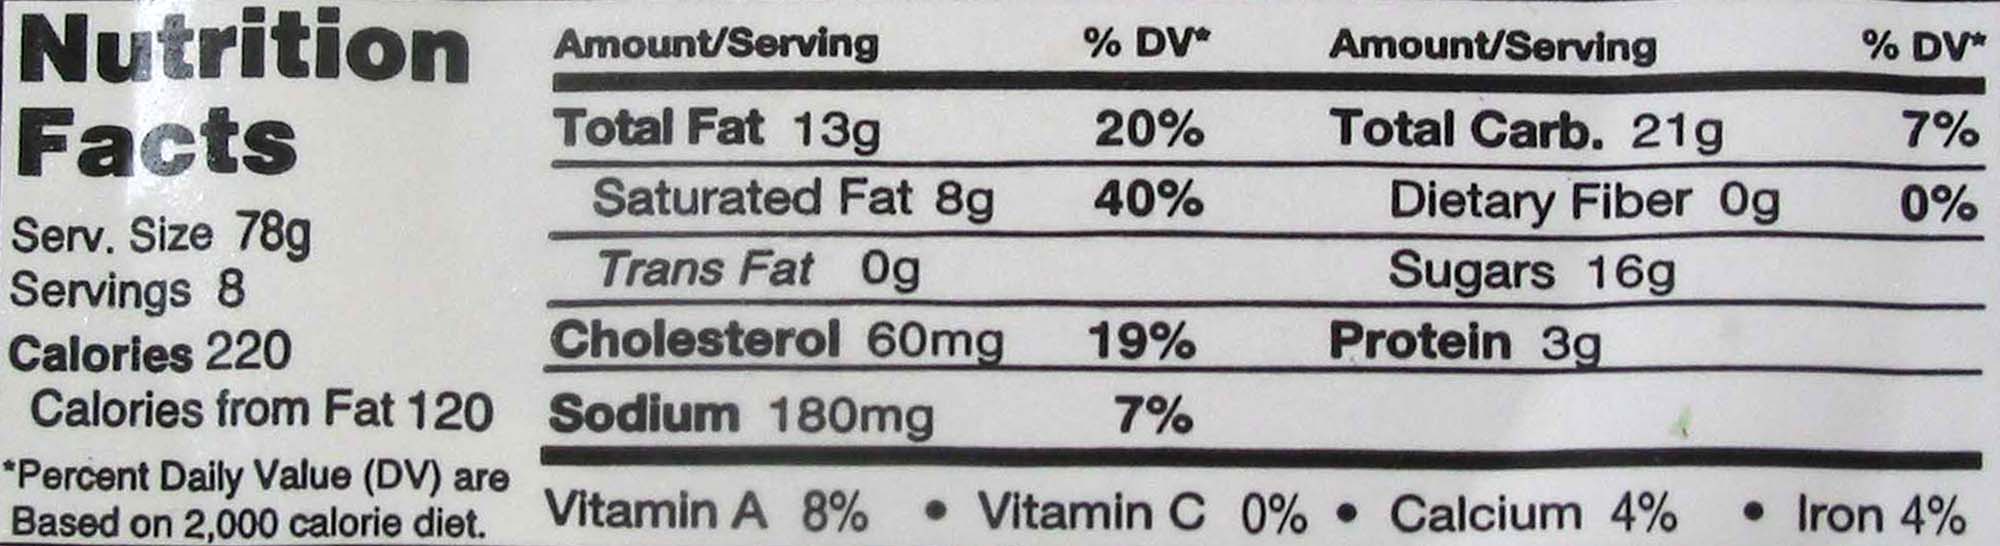 Nutrition
Facts
Serv. Size 78g
Servings 8
Calories 220
Calories from Fat 120
*Percent Daily Value (DV) are
Based on 2,000 calorie diet.
Amount/Serving % DV* Amount/Serving % DV*
Total Fat 13g 20% Total Carb. 21g 7%
Saturated Fat 8g 40% Dietary Fiber 0g 0%
Trans Fat 0g Sugars 16g
Cholesterol 60mg 19% Protein 3g
Sodium 180mg 7%
Vitamin A 8% • Vitamin C 0% • Calcium 4% • Iron 4%